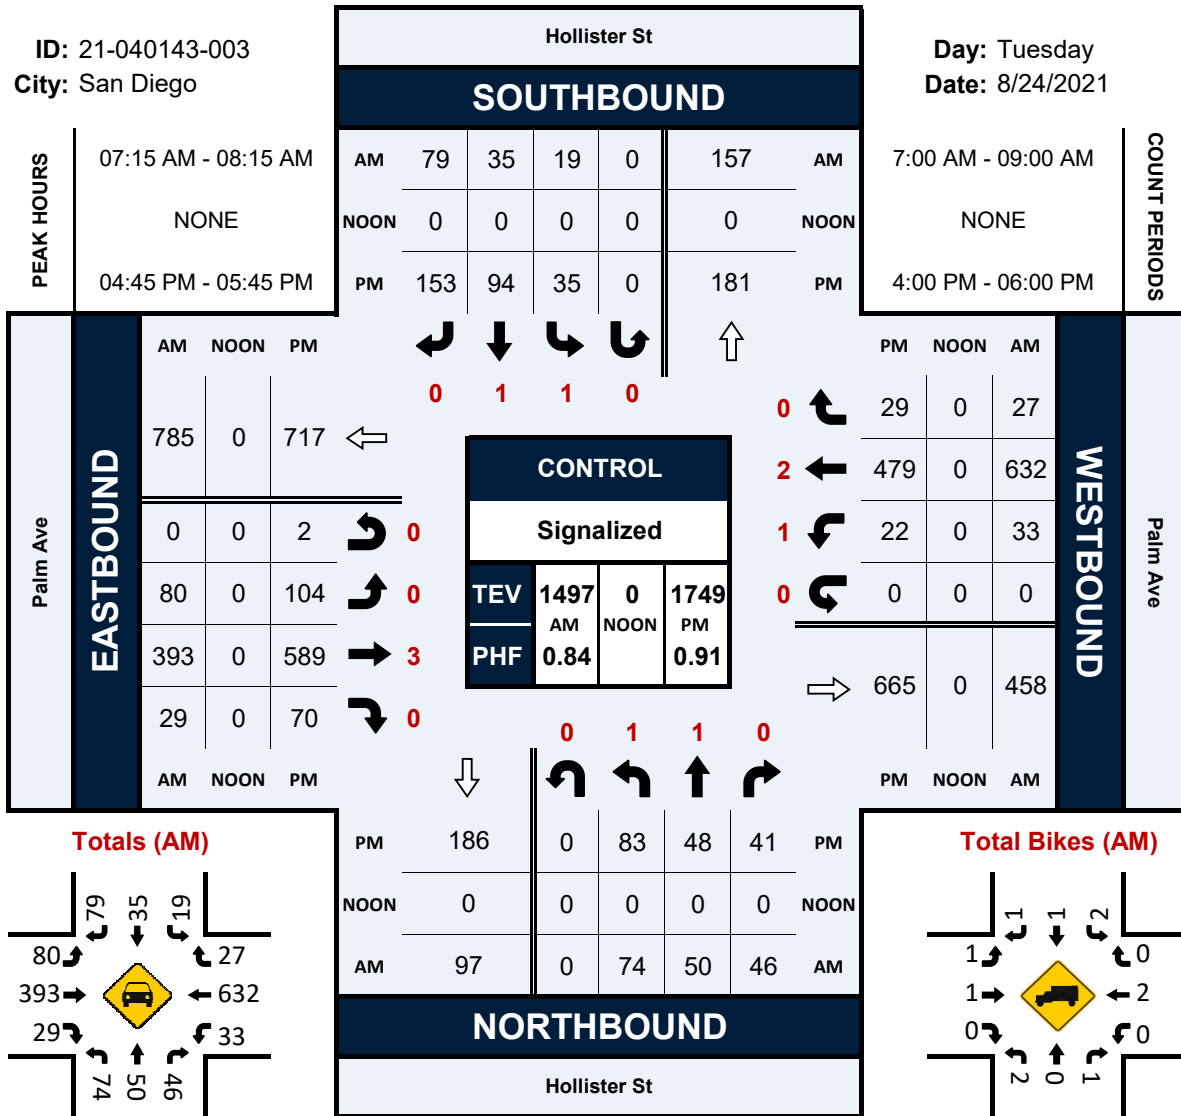 Hollister St
ID: 21-040143-003
City: San Diego
Day: Tuesday
Date: 8/24/2021
SOUTHBOUND
PEAK HOURS
07:15 AM - 08:15 AM
NONE
04:45 PM - 05:45 PM
AM 79 35 19 0 157 AM
NOON 0 0 0 0 0 NOON
PM 153 94 35 0 181 PM
7:00 AM - 09:00 AM
NONE
4:00 PM - 06:00 PM
COUNT PERIODS
0 1 1 0
Palm Ave
EASTBOUND
AM NOON PM
785 0 717
0 0 2 0
80 0 104 0
393 0 589 3
29 0 70 0
AM NOON PM
CONTROL
Signalized
TEV 1497 0 1749
AM NOON PM
PHF 0.84 0.91
PM NOON AM
0 29 0 27
2 479 0 632
1 22 0 33
0 0 0 0
665 0 458
PM NOON AM
WESTBOUND
Palm Ave
0 1 1 0
PM 186 0 83 48 41 PM
NOON 0 0 0 0 0 NOON
AM 97 0 74 50 46 AM
NORTHBOUND
Hollister St
Totals (AM)
79 35 19
80 27
393 632
29 33
74 50 46
Total Bikes (AM)
1 1 2
1 0
1 2
0 0
2 0 1